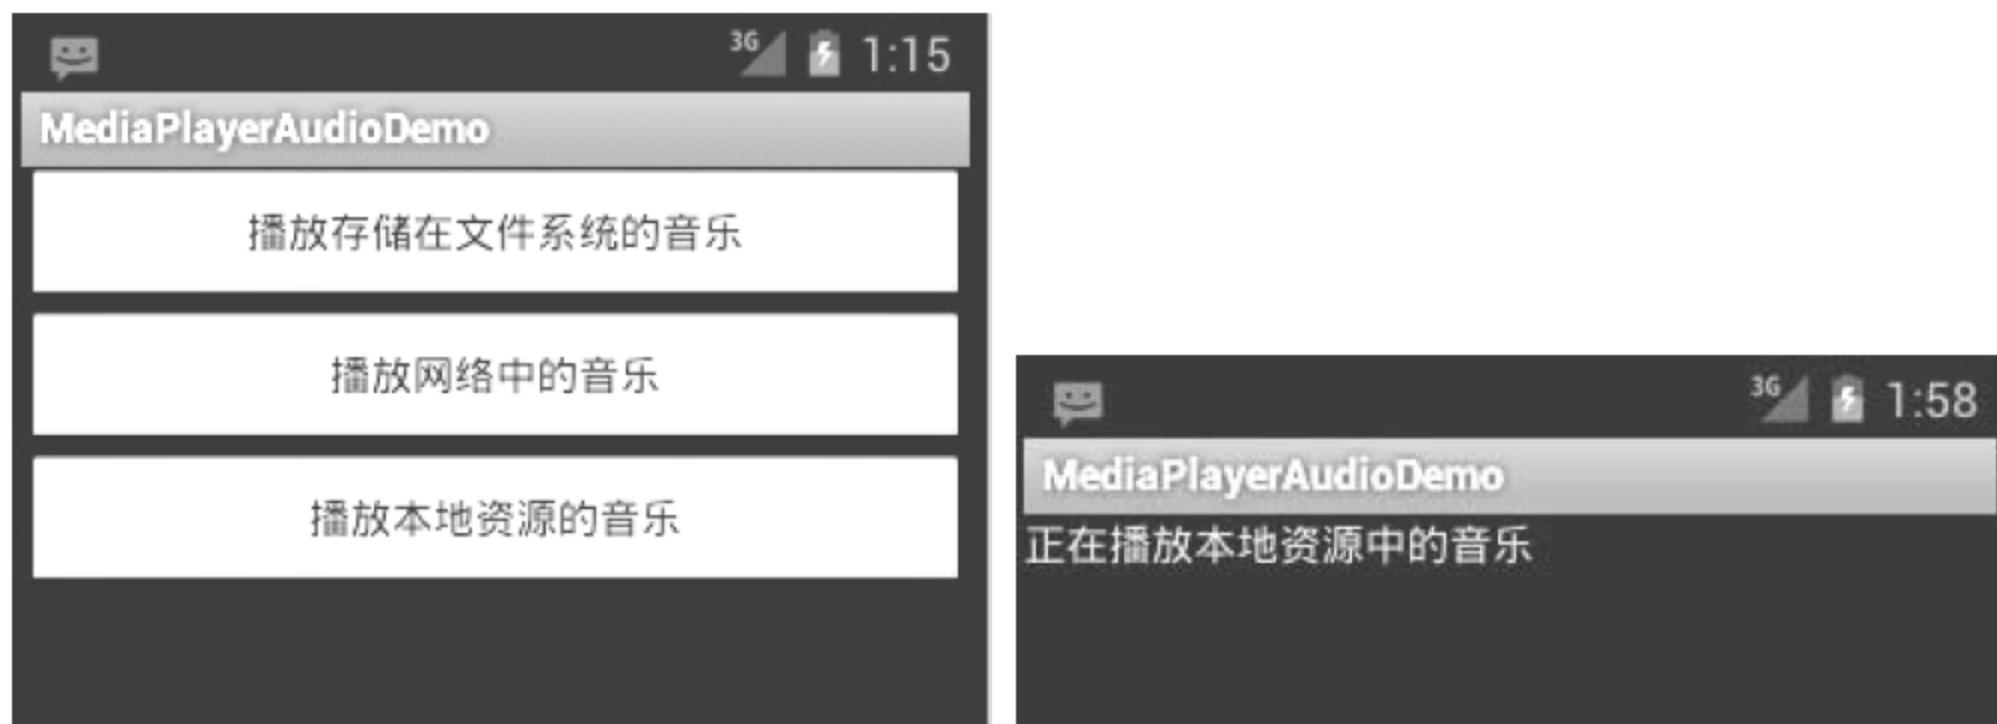 3G 1:15
MediaPlayerAudioDemo
播放存储在文件系统的音乐
播放网络中的音乐
播放本地资源的音乐
3G 1:58
MediaPlayerAudioDemo
正在播放本地资源中的音乐